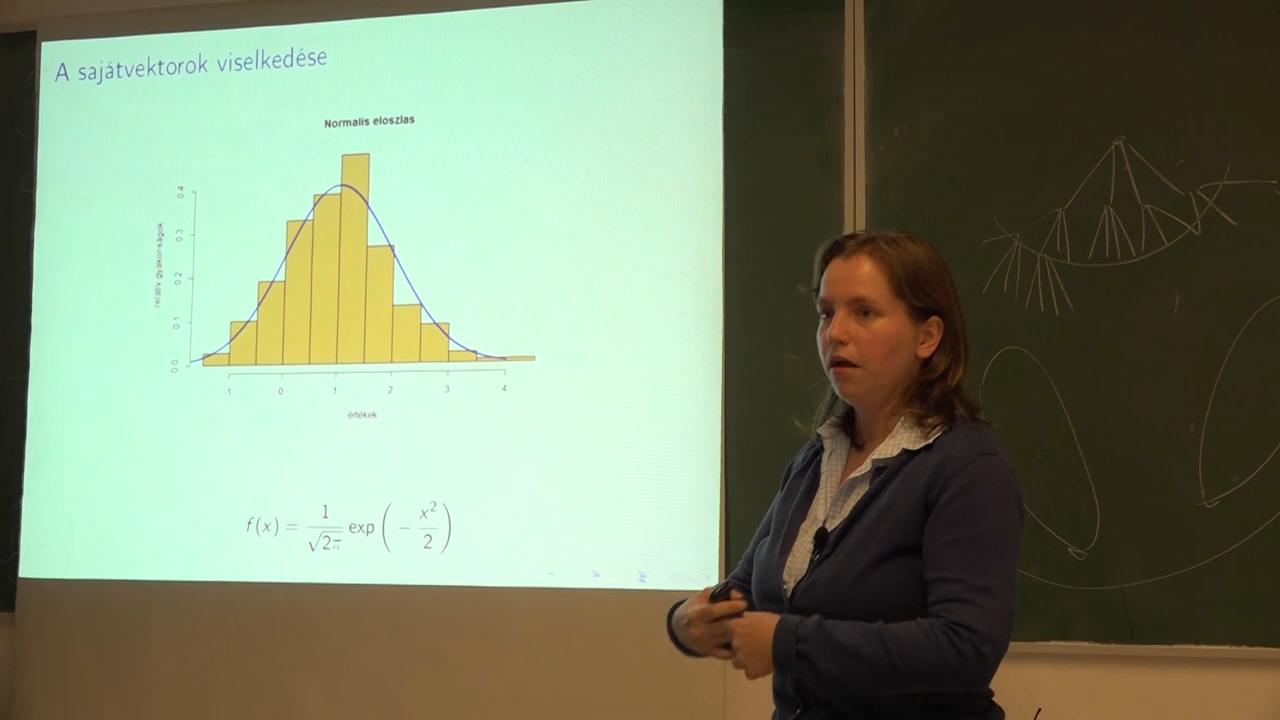 A sajátvektorok viselkedése
Normalis eloszlas
relativ gyakorisagok
0.0 0.1 0.2 0.3 0.4
-1 0 1 2 3 4
értékek
f(x) = 1/√2π exp(−x²/2)